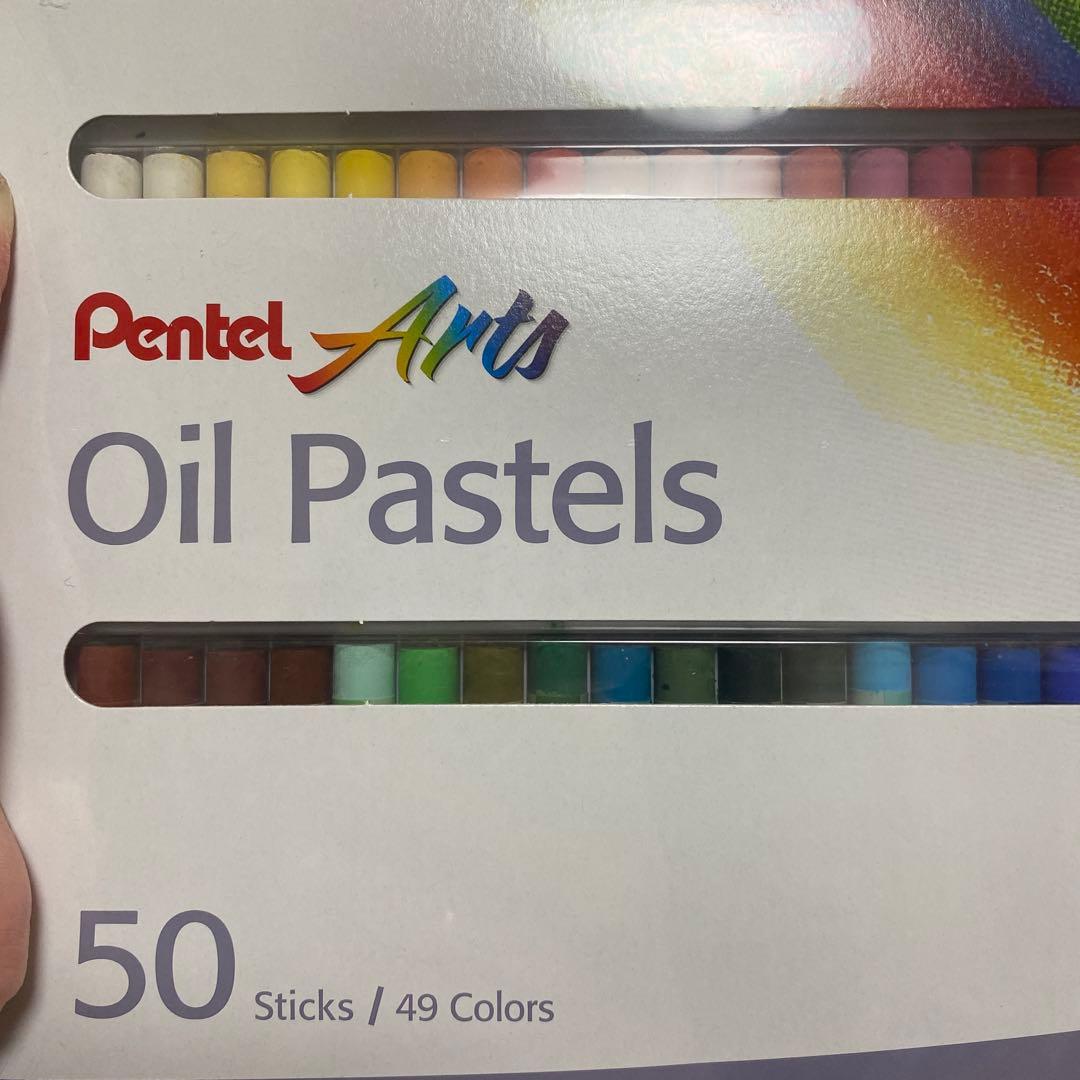 Pentel Arts
Oil Pastels
50 Sticks / 49 Colors